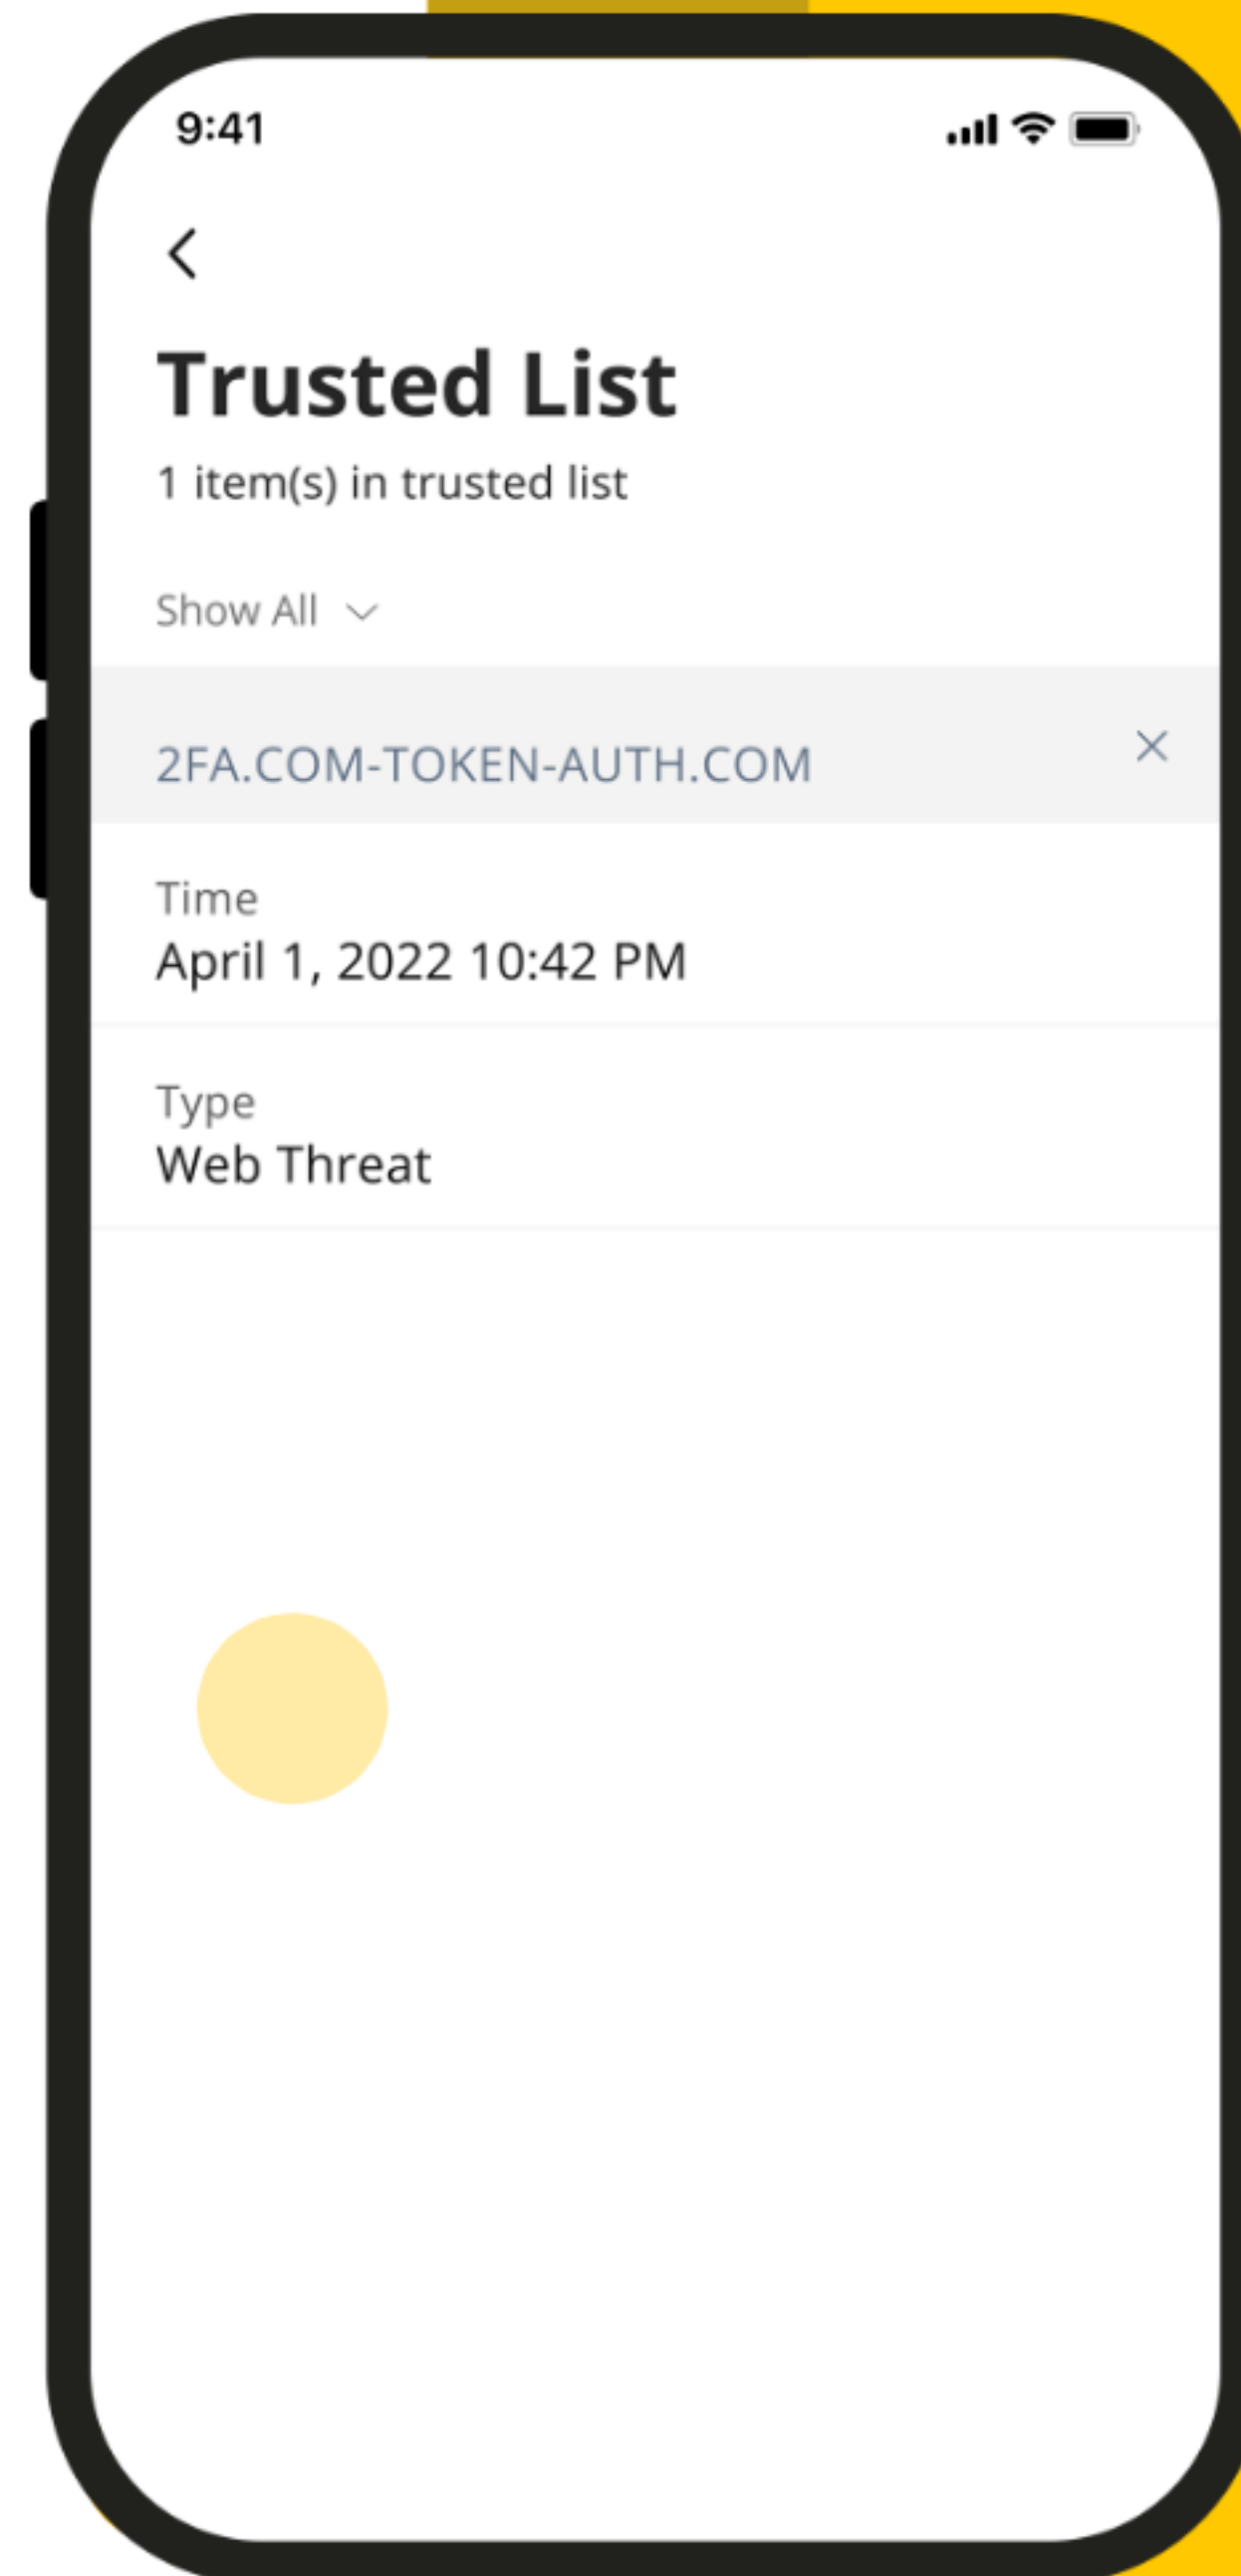 9:41
Trusted List
1 item(s) in trusted list
Show All
2FA.COM-TOKEN-AUTH.COM
Time
April 1, 2022 10:42 PM
Type
Web Threat